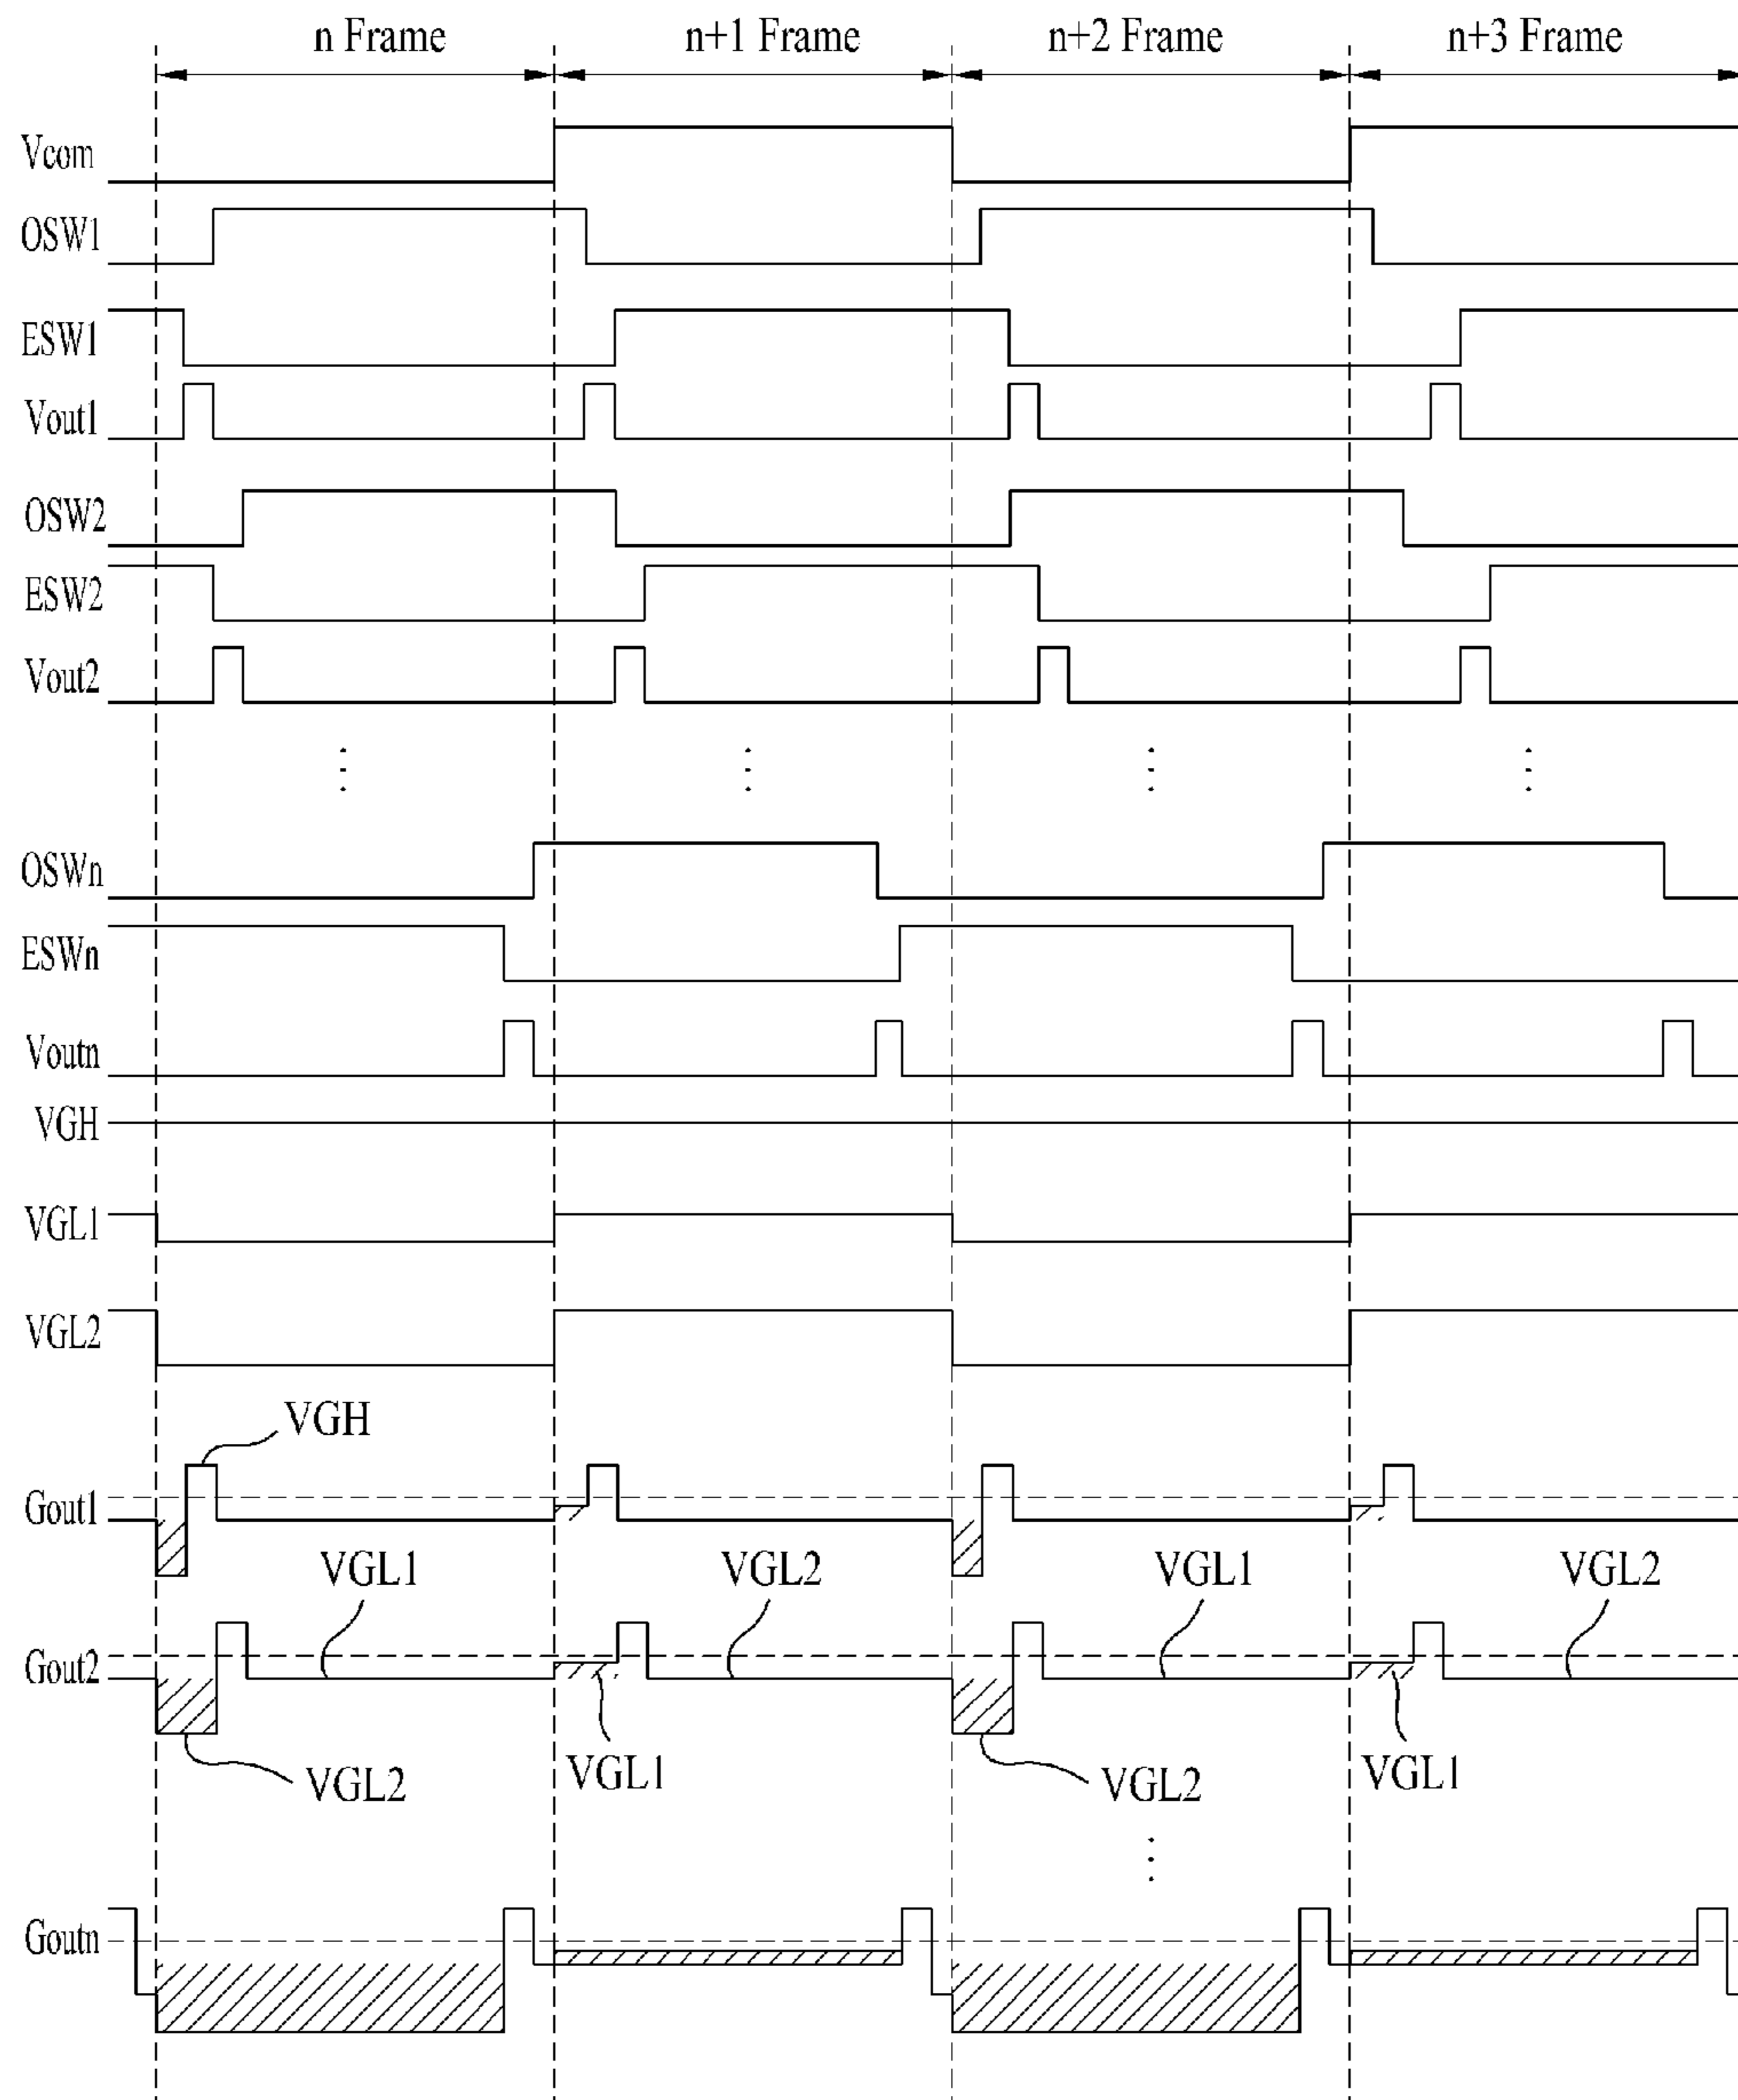 n Frame n+1 Frame n+2 Frame n+3 Frame
Vcom
OSW1
ESW1
Vout1
OSW2
ESW2
Vout2
OSWn
ESWn
Voutn
VGH
VGL1
VGL2
VGH
Gout1
VGL1 VGL2 VGL1 VGL2
Gout2
VGL2 VGL1 VGL2 VGL1
Goutn